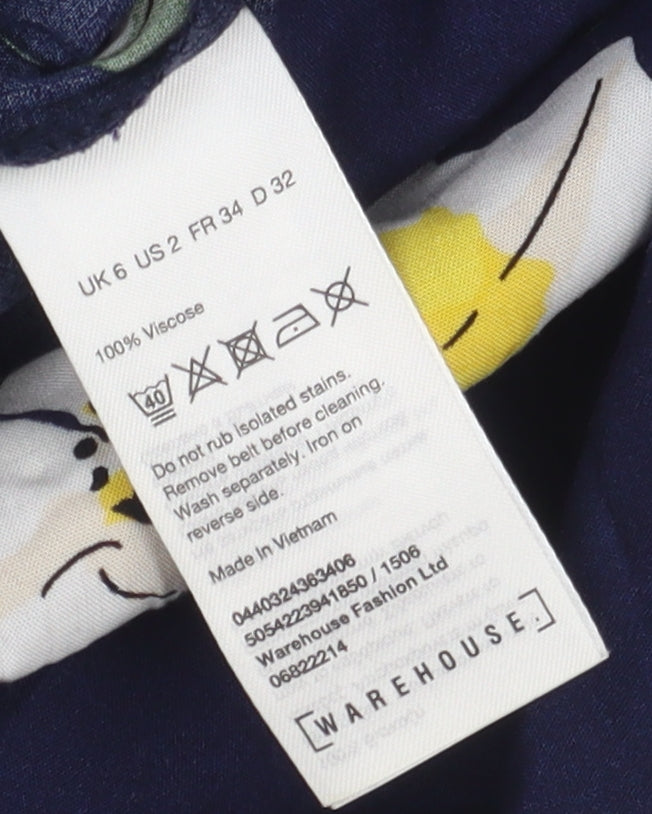 UK 6 US 2 FR 34 D 32
100% Viscose
40
Do not rub isolated stains.
Remove belt before cleaning.
Wash separately. Iron on
reverse side.
Made In Vietnam
0440324363406
5054223941850 / 1506
Warehouse Fashion Ltd
06822214
[WAREHOUSE.]